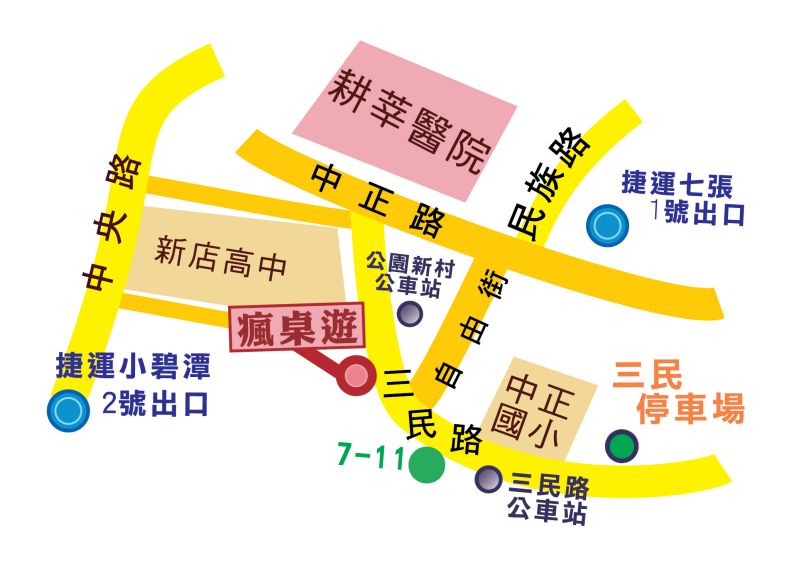 耕莘醫院
民族路
中央路
中正路
捷運七張
1號出口
新店高中
公園新村
公車站
自由街
瘋桌遊
捷運小碧潭
2號出口
三民路
中正
國小
三民
停車場
7-11
三民路
公車站